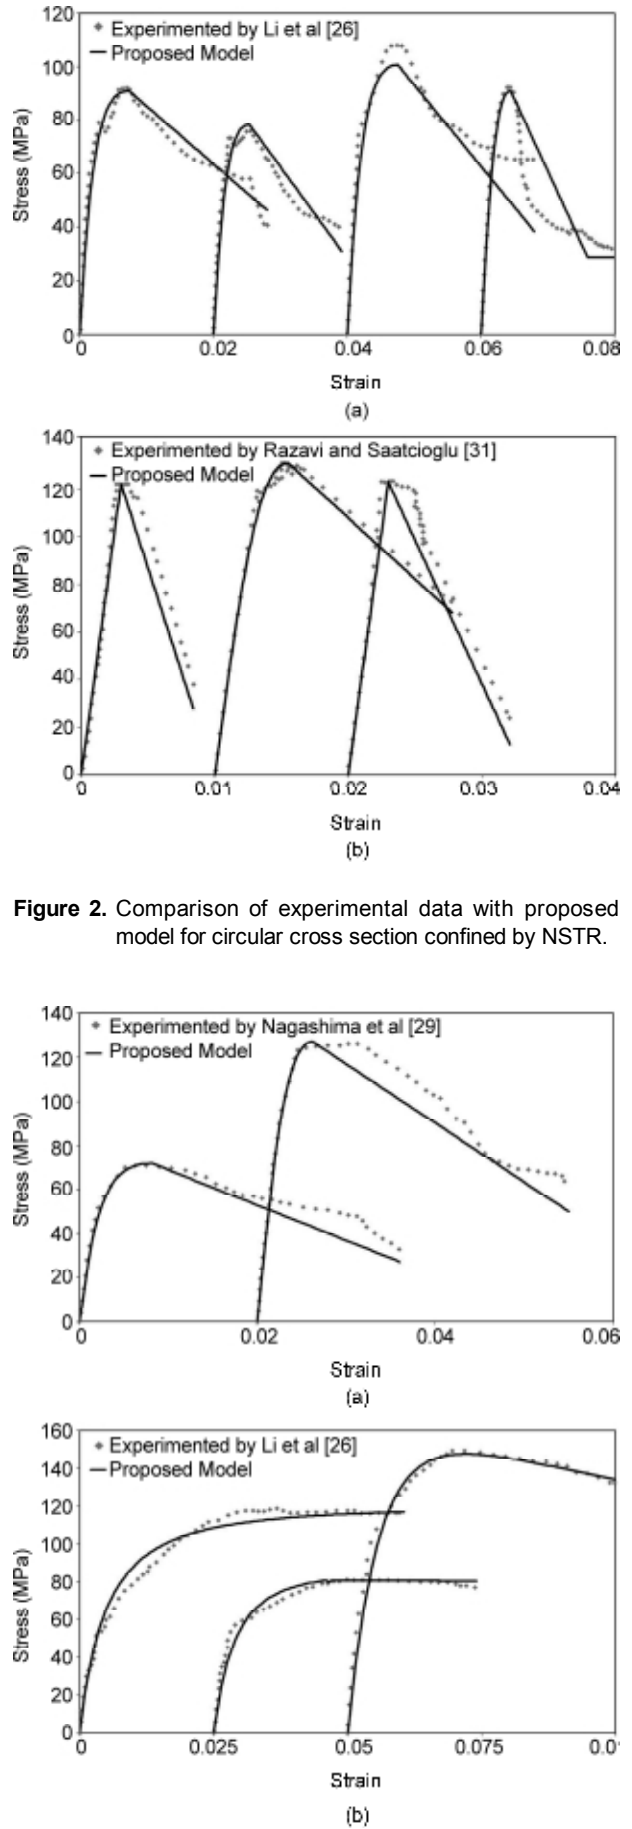 120
Experimented by Li et al [26]
Proposed Model
100
80
60
40
20
0
Stress (MPa)
0 0.02 0.04 0.06 0.08
Strain
(a)
140
Experimented by Razavi and Saatcioglu [31]
Proposed Model
120
100
80
60
40
20
0
Stress (MPa)
0 0.01 0.02 0.03 0.04
Strain
(b)
Figure 2. Comparison of experimental data with proposed
model for circular cross section confined by NSTR.
140
Experimented by Nagashima et al [29]
Proposed Model
120
100
80
60
40
20
0
Stress (MPa)
0 0.02 0.04 0.06
Strain
(a)
160
Experimented by Li et al [26]
Proposed Model
140
120
100
80
60
40
20
0
Stress (MPa)
0 0.025 0.05 0.075
Strain
(b)